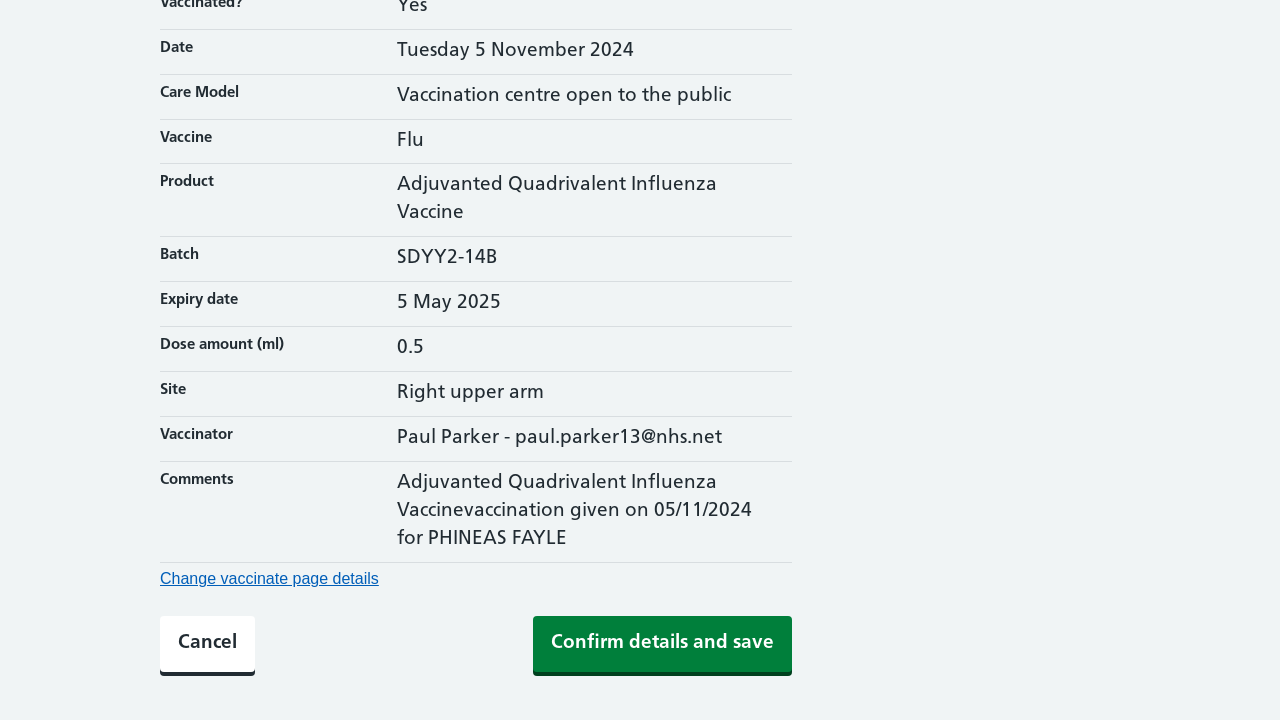 Vaccinated? Yes
Date Tuesday 5 November 2024
Care Model Vaccination centre open to the public
Vaccine Flu
Product Adjuvanted Quadrivalent Influenza
Vaccine
Batch SDYY2-14B
Expiry date 5 May 2025
Dose amount (ml) 0.5
Site Right upper arm
Vaccinator Paul Parker - paul.parker13@nhs.net
Comments Adjuvanted Quadrivalent Influenza
Vaccinevaccination given on 05/11/2024
for PHINEAS FAYLE
Change vaccinate page details
Cancel Confirm details and save